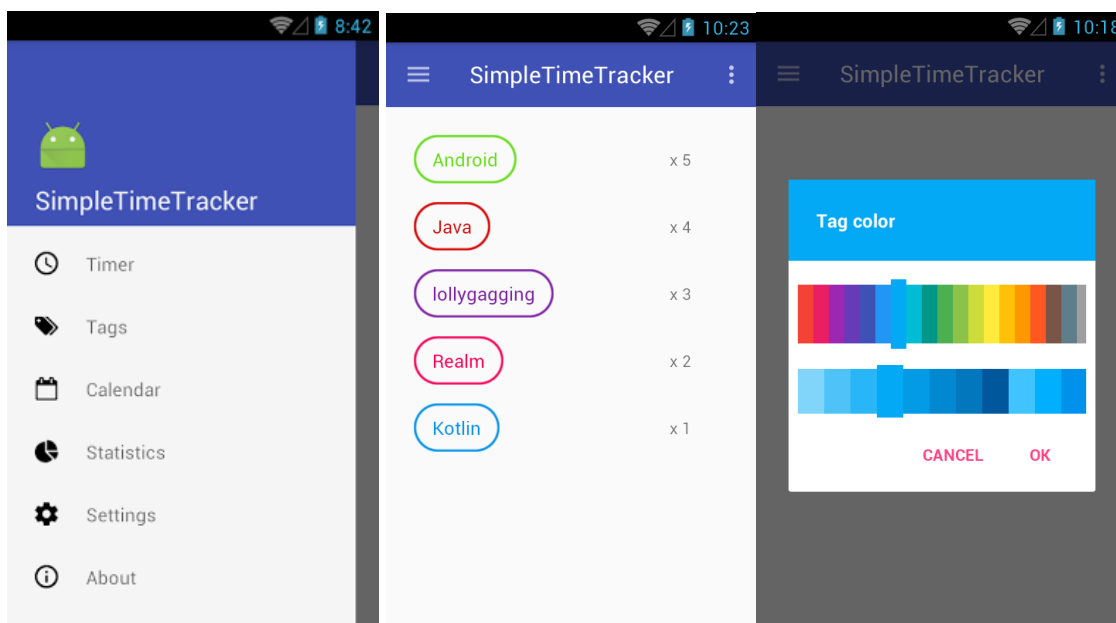 8:42
SimpleTimeTracker
Timer
Tags
Calendar
Statistics
Settings
About
10:23
SimpleTimeTracker
Android x 5
Java x 4
lollygagging x 3
Realm x 2
Kotlin x 1
10:18
SimpleTimeTracker
Tag color
CANCEL OK